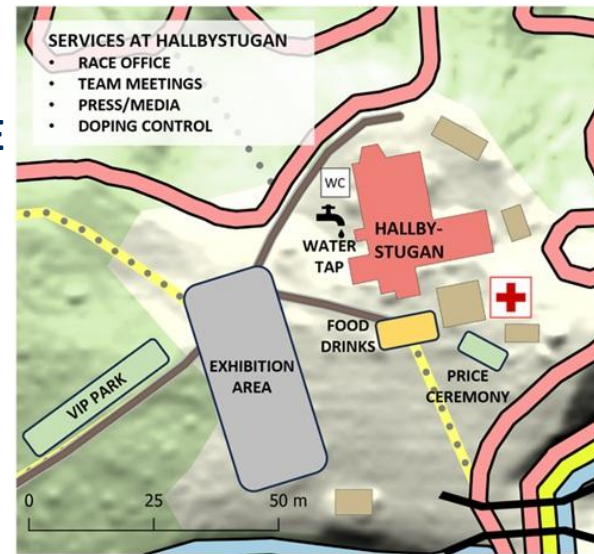 SERVICES AT HALLBYSTUGAN
• RACE OFFICE
• TEAM MEETINGS
• PRESS/MEDIA
• DOPING CONTROL
E
WC
WATER
TAP
HALLBY-
STUGAN
FOOD
DRINKS
PRICE
CEREMONY
EXHIBITION
AREA
VIP PARK
0 25 50 m